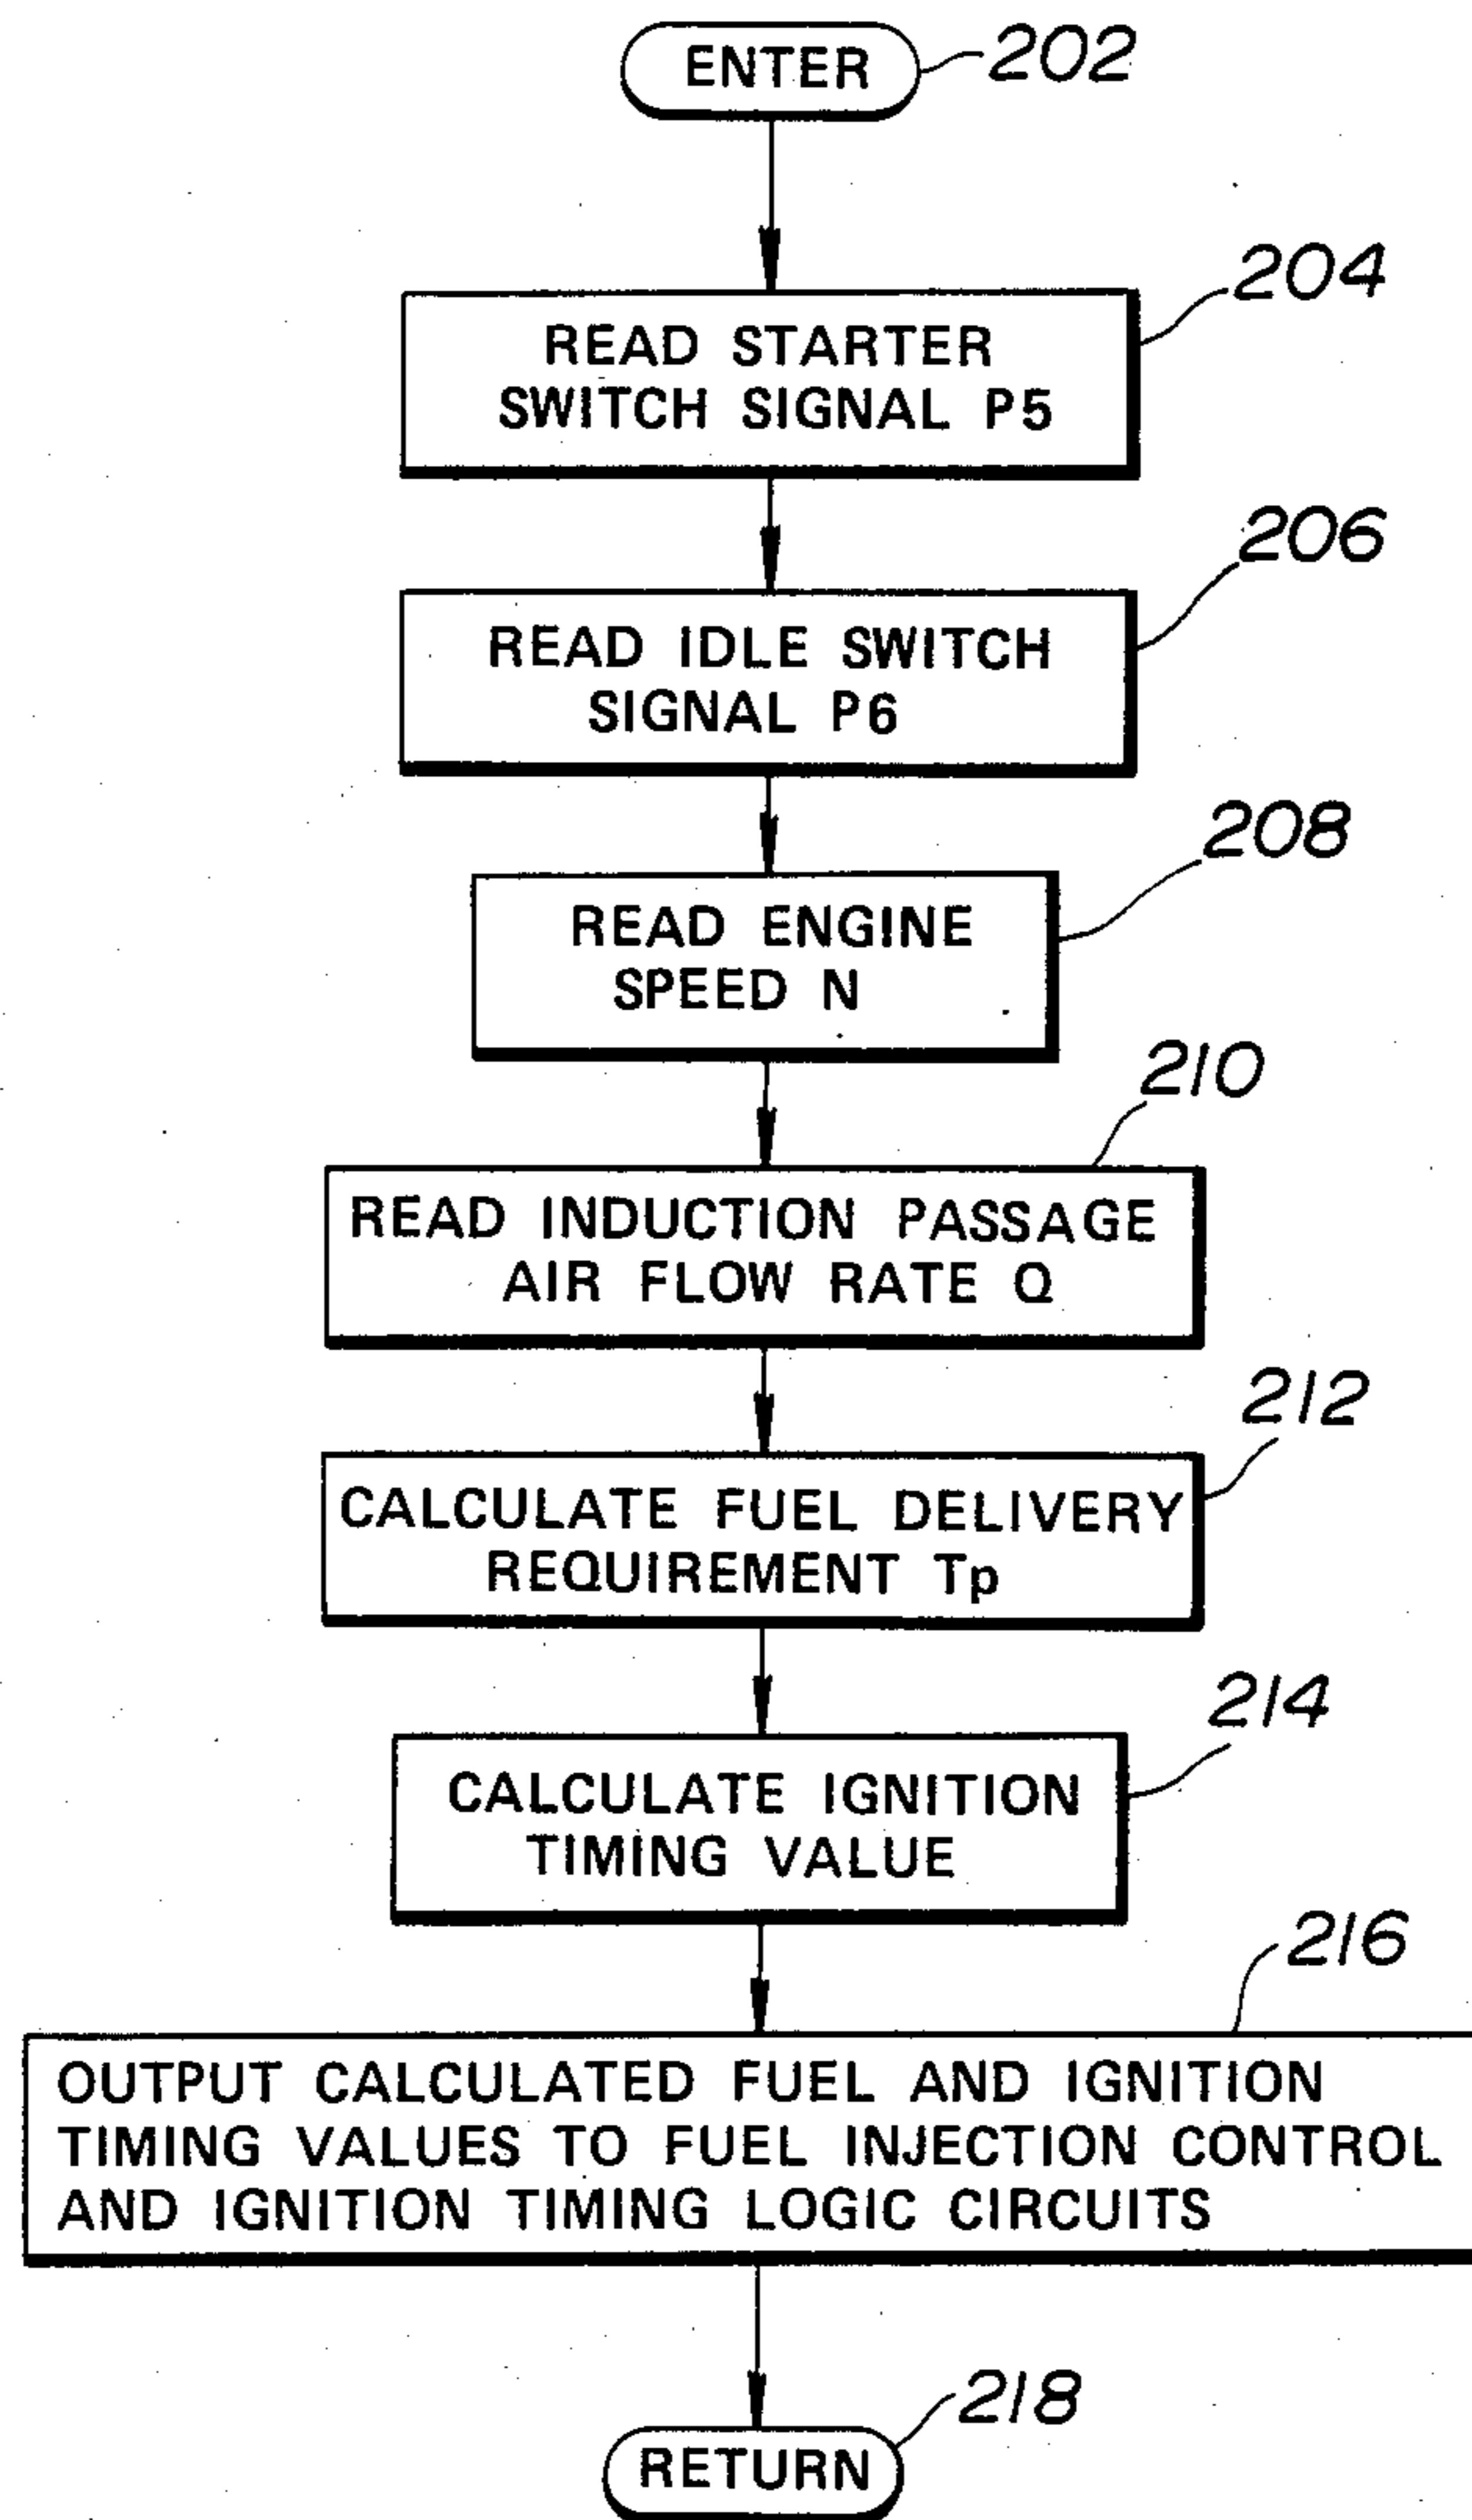 ENTER
202
204
READ STARTER
SWITCH SIGNAL P5
206
READ IDLE SWITCH
SIGNAL P6
208
READ ENGINE
SPEED N
210
READ INDUCTION PASSAGE
AIR FLOW RATE Q
212
CALCULATE FUEL DELIVERY
REQUIREMENT Tp
214
CALCULATE IGNITION
TIMING VALUE
216
OUTPUT CALCULATED FUEL AND IGNITION
TIMING VALUES TO FUEL INJECTION CONTROL
AND IGNITION TIMING LOGIC CIRCUITS
218
RETURN